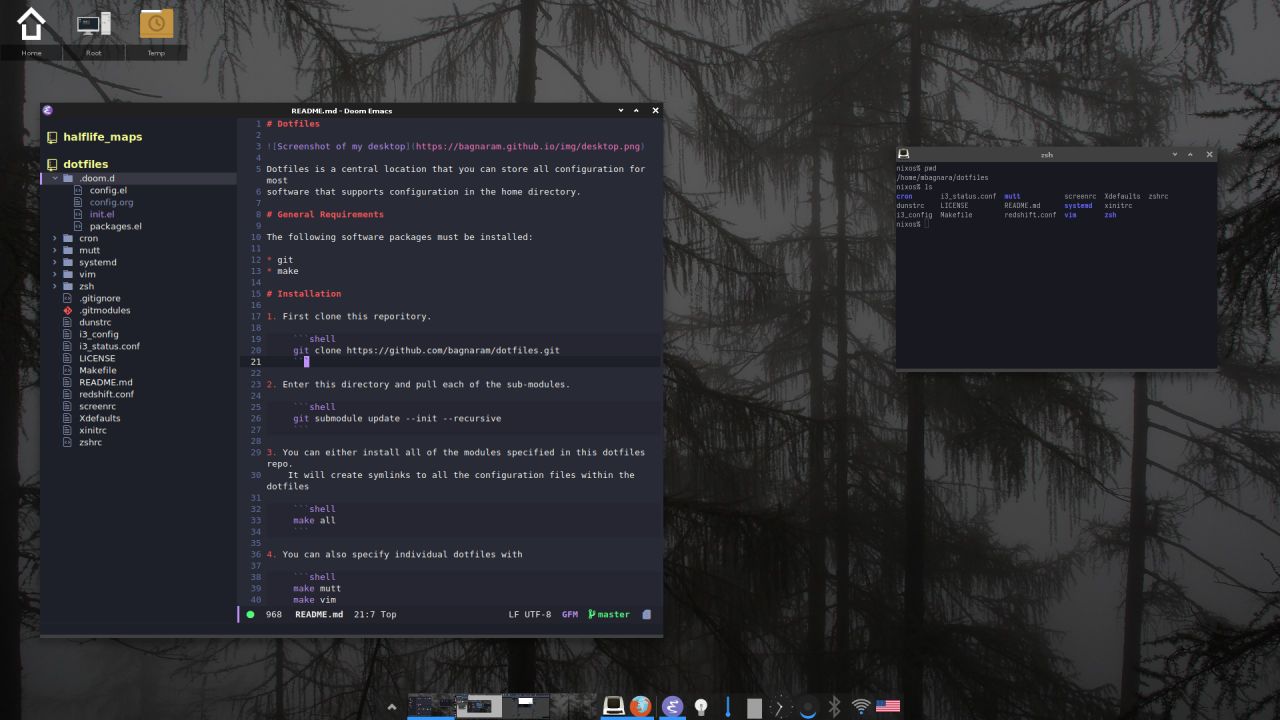 Home
Root
Temp
README.md - Doom Emacs
halflife_maps
dotfiles
.doom.d
config.el
config.org
init.el
packages.el
cron
mutt
systemd
vim
zsh
.gitignore
.gitmodules
dunstrc
i3_config
i3_status.conf
LICENSE
Makefile
README.md
redshift.conf
screenrc
Xdefaults
xinitrc
zshrc
1 # Dotfiles
2
3 ![Screenshot of my desktop](https://bagnaram.github.io/img/desktop.png)
4
5 Dotfiles is a central location that you can store all configuration for
most
6 software that supports configuration in the home directory.
7
8 # General Requirements
9
10 The following software packages must be installed:
11
12 * git
13 * make
14
15 # Installation
16
17 1. First clone this reporitory.
18
19 ```shell
20 git clone https://github.com/bagnaram/dotfiles.git
21 ```
22
23 2. Enter this directory and pull each of the sub-modules.
24
25 ```shell
26 git submodule update --init --recursive
27 ```
28
29 3. You can either install all of the modules specified in this dotfiles
repo.
30 It will create symlinks to all the configuration files within the
dotfiles
31
32 ```shell
33 make all
34 ```
35
36 4. You can also specify individual dotfiles with
37
38 ```shell
39 make mutt
40 make vim
968 README.md 21:7 Top LF UTF-8 GFM master
zsh
nixos% pwd
/home/mbagnara/dotfiles
nixos% ls
cron i3_status.conf mutt screenrc Xdefaults zshrc
dunstrc LICENSE README.md systemd xinitrc
i3_config Makefile redshift.conf vim zsh
nixos%